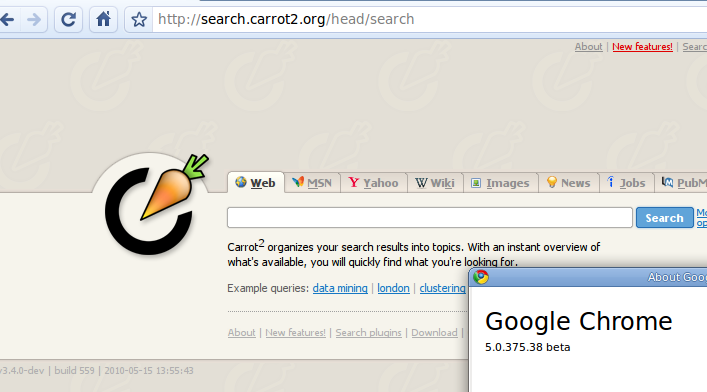 http://search.carrot2.org/head/search
About | New features! | Searc
Web MSN Yahoo Wiki Images News Jobs PubM
Search
Mo
op
Carrot2 organizes your search results into topics. With an instant overview of
what's available, you will quickly find what you're looking for.
Example queries: data mining | london | clustering
About | New features! | Search plugins | Download |
v3.4.0-dev | build 559 | 2010-05-15 13:55:43
About Goo
Google Chrome
5.0.375.38 beta